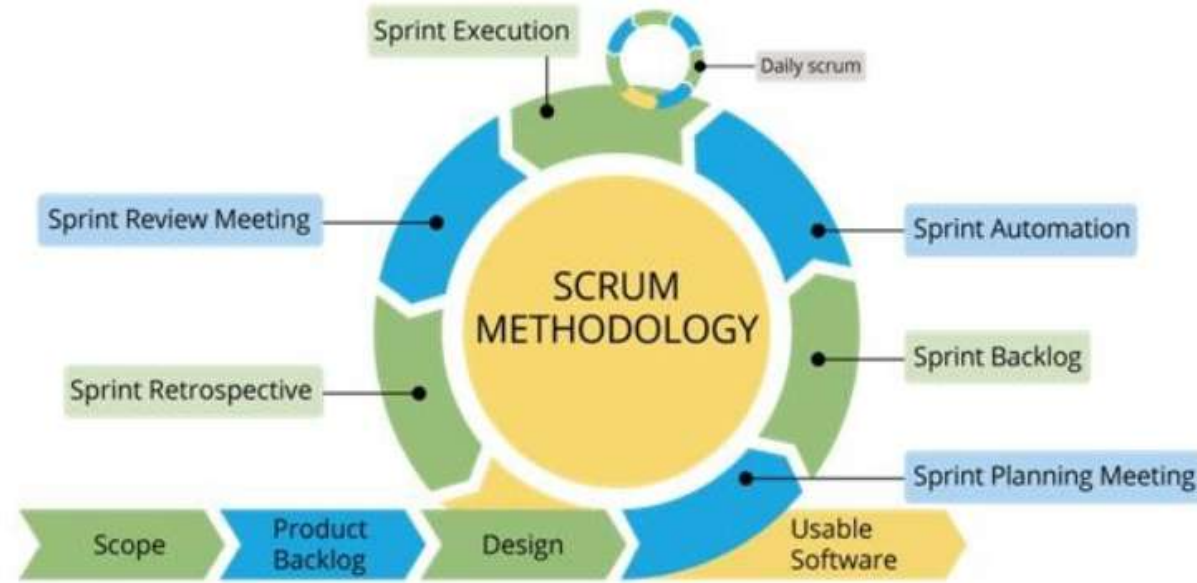 Sprint Execution
Daily scrum
Sprint Review Meeting
Sprint Automation
SCRUM
METHODOLOGY
Sprint Backlog
Sprint Retrospective
Sprint Planning Meeting
Scope
Product
Backlog
Design
Usable
Software